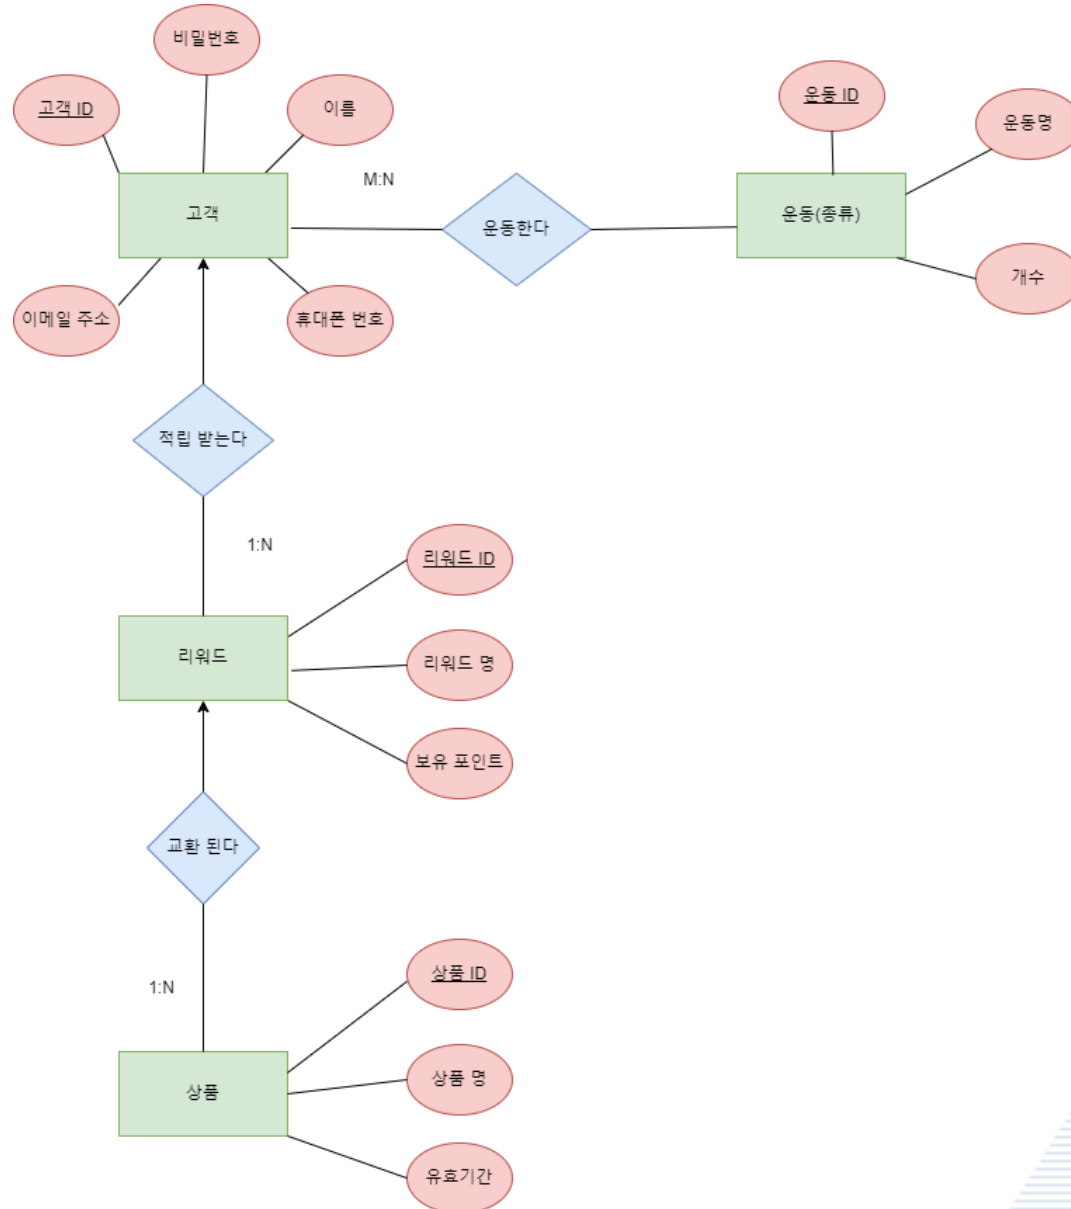 비밀번호
고객 ID
이름
운동 ID
운동명
M:N
고객
운동한다
운동(종류)
개수
이메일 주소
휴대폰 번호
적립 받는다
1:N
리워드 ID
리워드
리워드 명
보유 포인트
교환 된다
상품 ID
1:N
상품
상품 명
유효기간